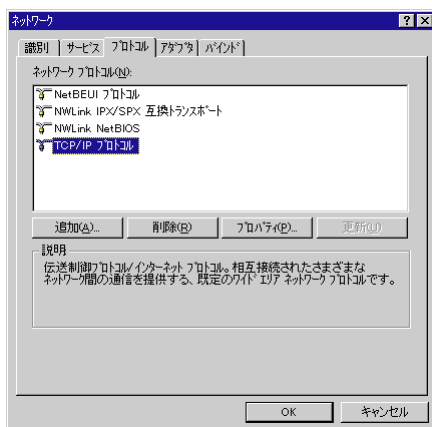 ネットワーク
識別 サービス プロトコル アダプタ バインド
ネットワーク プロトコル(N):
NetBEUI プロトコル
NWLink IPX/SPX 互換トランスポート
NWLink NetBIOS
TCP/IP プロトコル
追加(A)... 削除(R) プロパティ(P)... 更新(U)
説明
伝送制御プロトコル/インターネット プロトコル。相互接続されたさまざまな
ネットワーク間の通信を提供する、既定のワイド エリア ネットワーク プロトコルです。
OK キャンセル